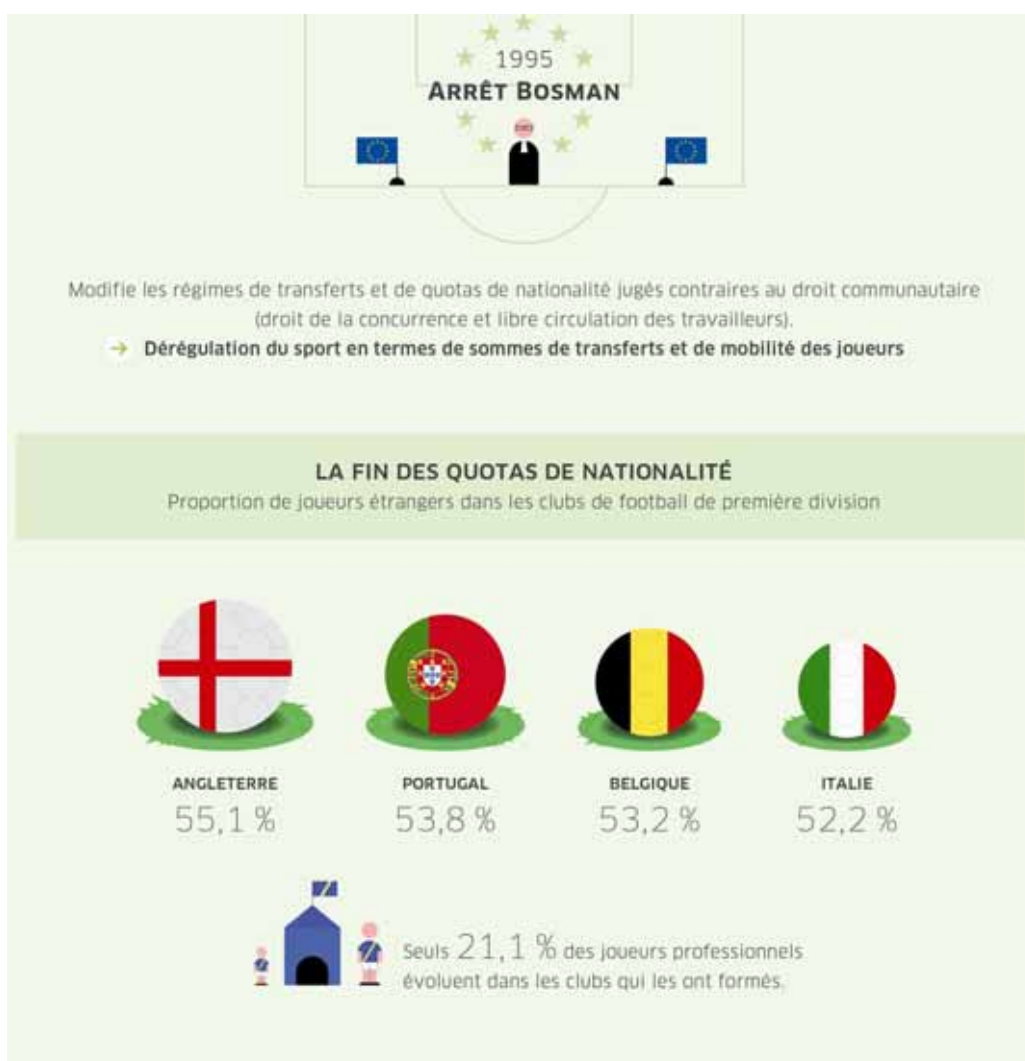 1995
ARRÊT BOSMAN
Modifie les régimes de transferts et de quotas de nationalité jugés contraires au droit communautaire
(droit de la concurrence et libre circulation des travailleurs).
→ Dérégulation du sport en termes de sommes de transferts et de mobilité des joueurs
LA FIN DES QUOTAS DE NATIONALITÉ
Proportion de joueurs étrangers dans les clubs de football de première division
ANGLETERRE PORTUGAL BELGIQUE ITALIE
55,1 % 53,8 % 53,2 % 52,2 %
Seuls 21,1 % des joueurs professionnels
évoluent dans les clubs qui les ont formés.